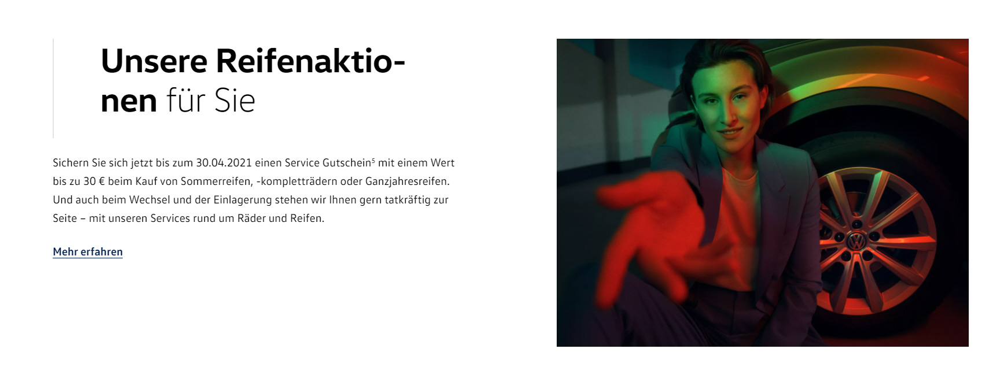 Unsere Reifenaktio-
nen für Sie
Sichern Sie sich jetzt bis zum 30.04.2021 einen Service Gutschein⁵ mit einem Wert
bis zu 30 € beim Kauf von Sommerreifen, -kompletträdern oder Ganzjahresreifen.
Und auch beim Wechsel und der Einlagerung stehen wir Ihnen gern tatkräftig zur
Seite – mit unseren Services rund um Räder und Reifen.
Mehr erfahren